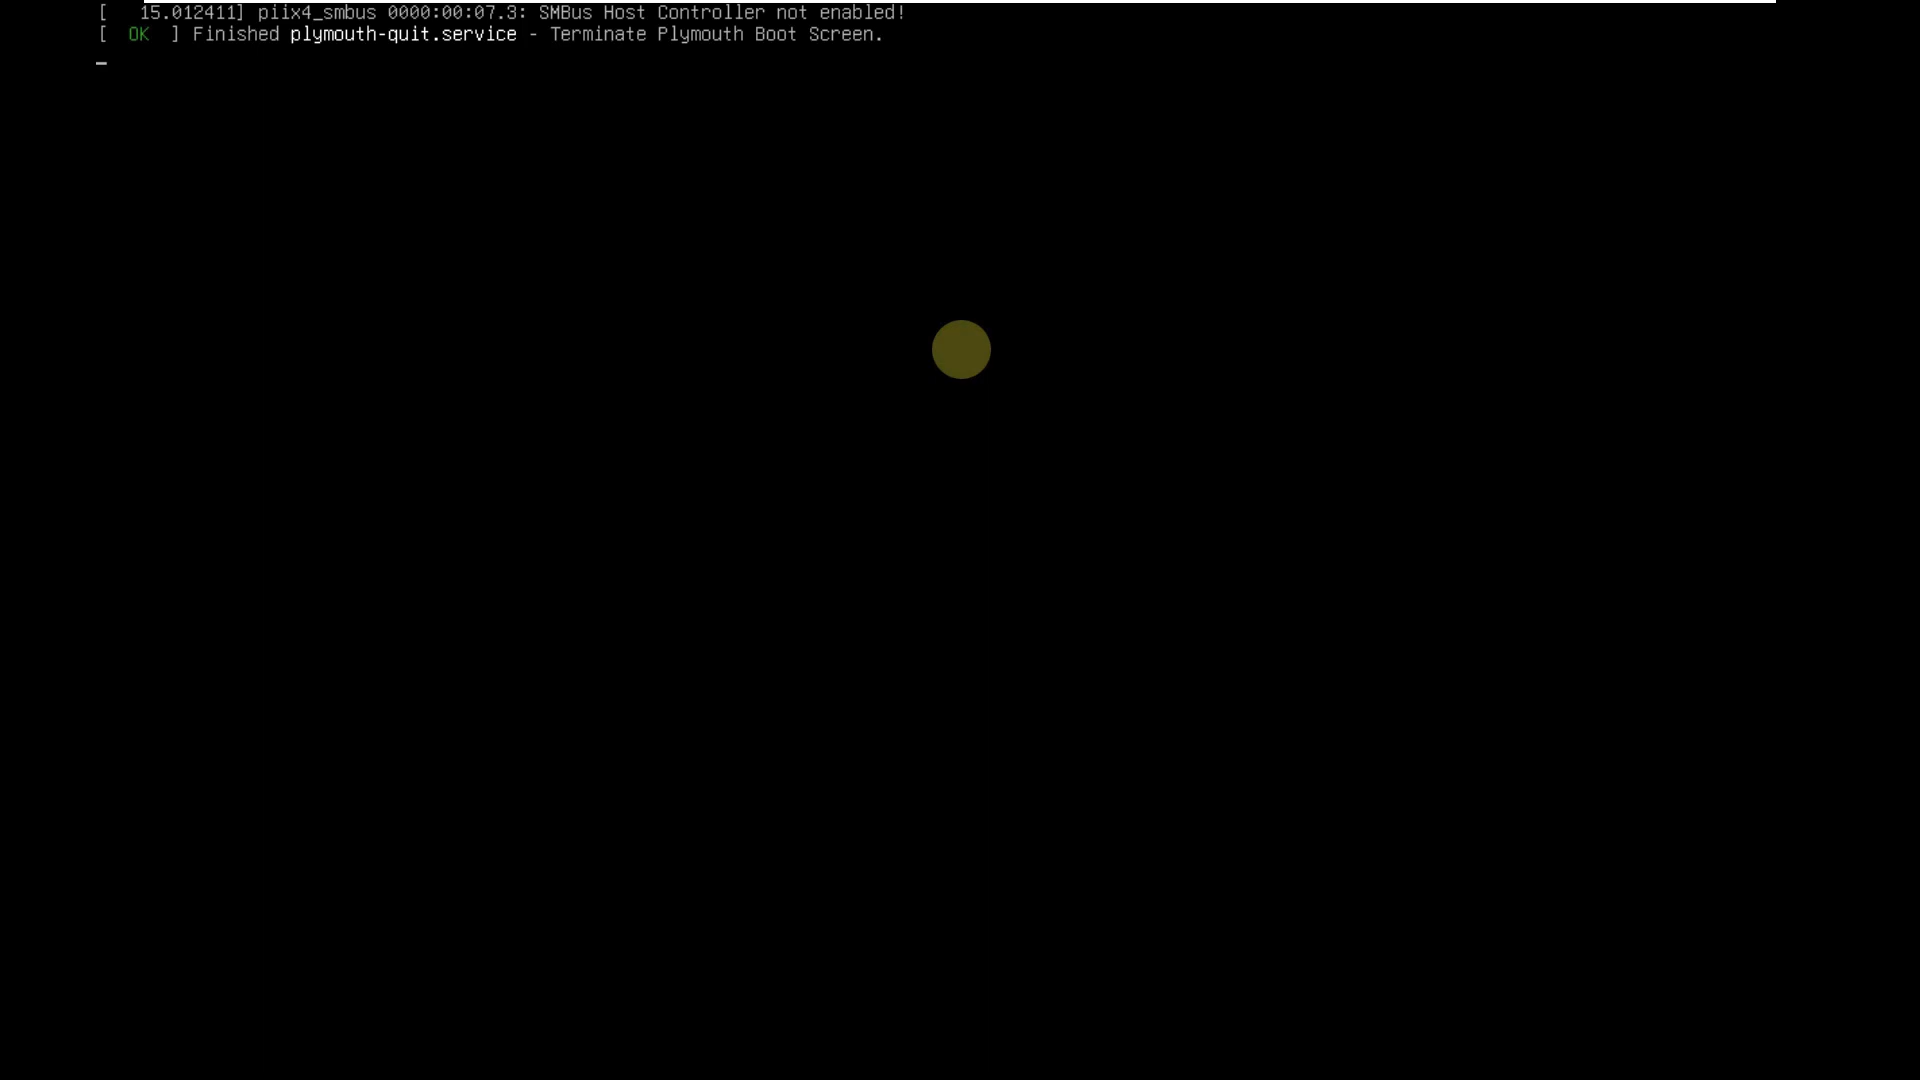 [   15.012411] piix4_smbus 0000:00:07.3: SMBus Host Controller not enabled!
[  OK  ] Finished plymouth-quit.service - Terminate Plymouth Boot Screen.